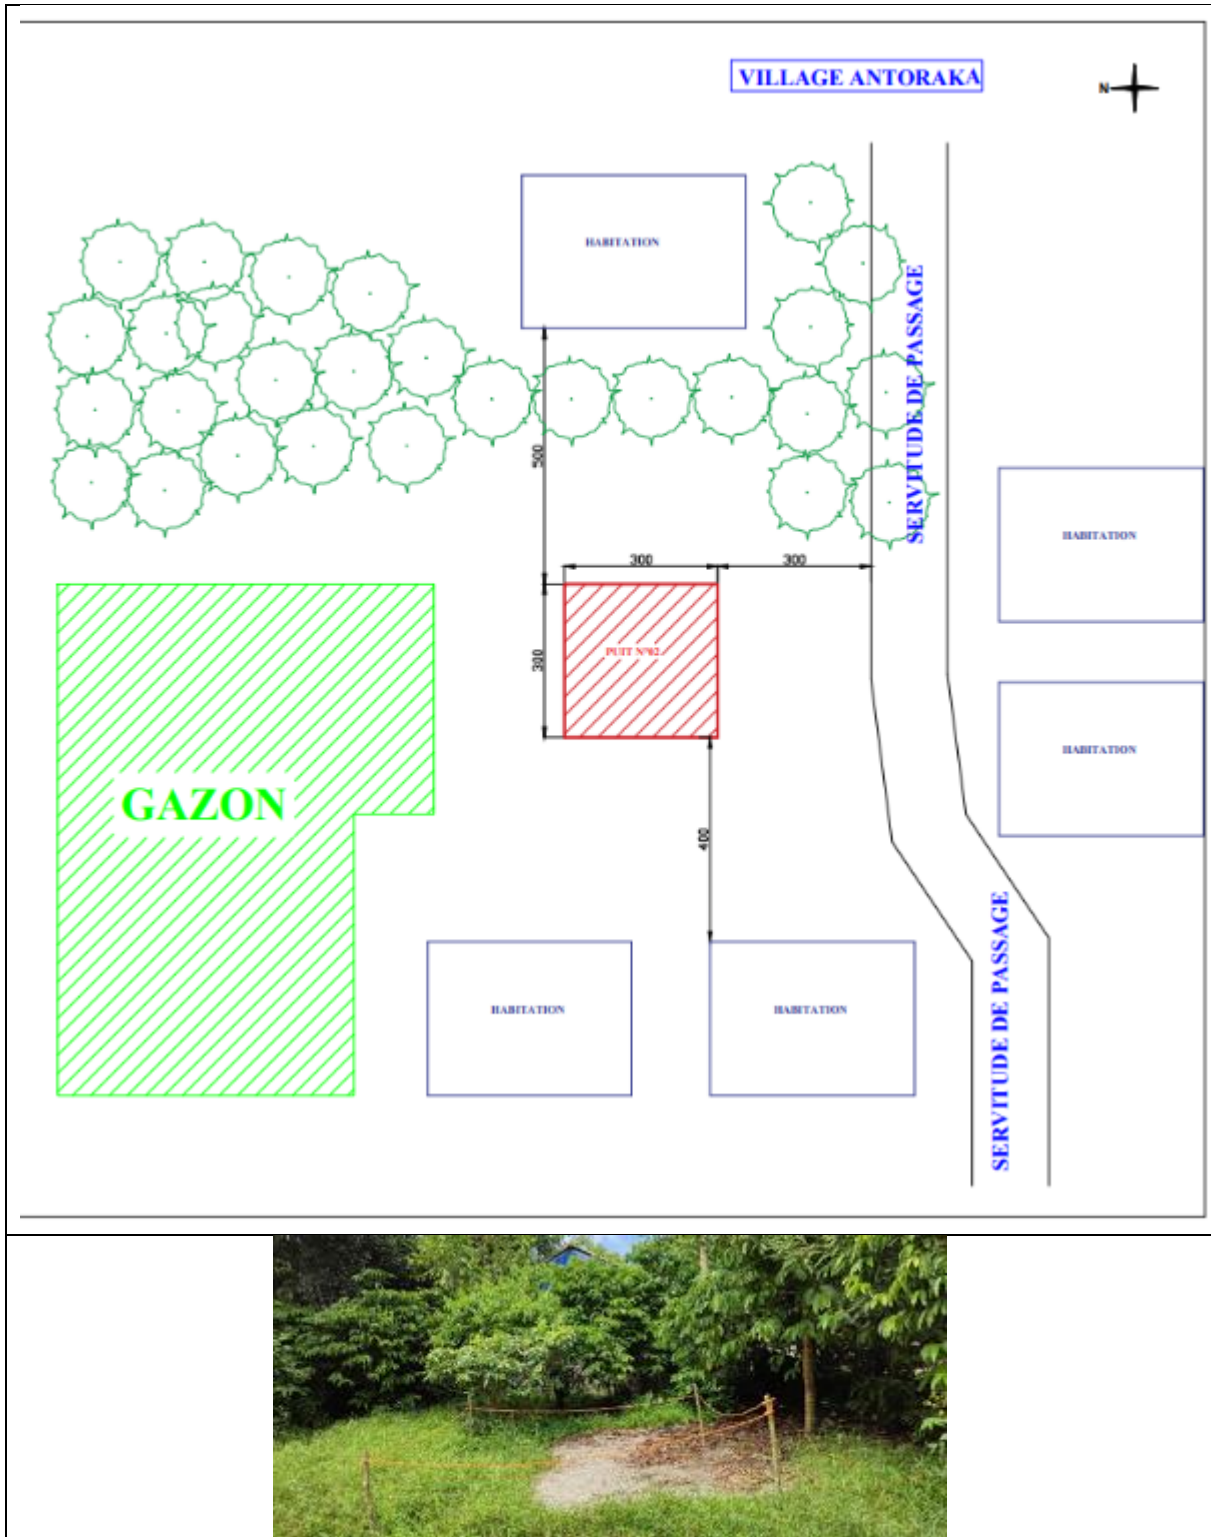 VILLAGE ANTORAKA
N
HABITATION
SERVITUDE DE PASSAGE
500
HABITATION
300
300
300
PUIT N°02
HABITATION
GAZON
400
SERVITUDE DE PASSAGE
HABITATION
HABITATION